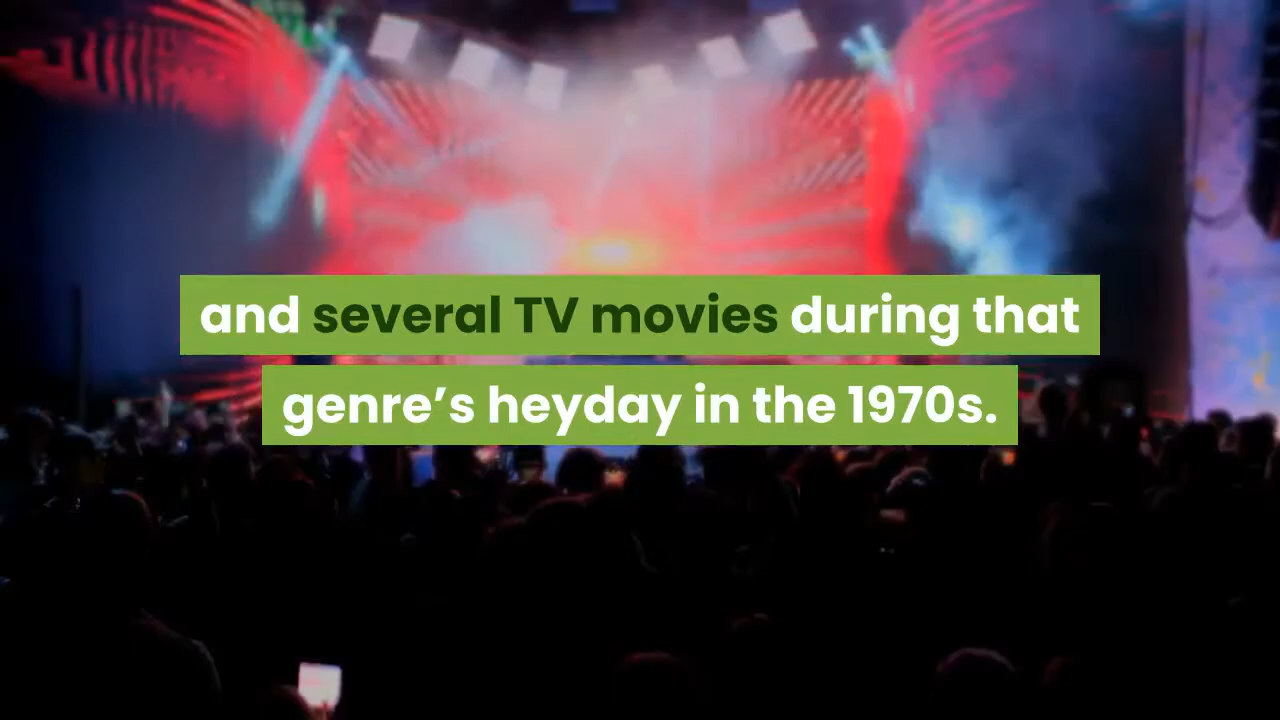 and several TV movies during that
genre’s heyday in the 1970s.